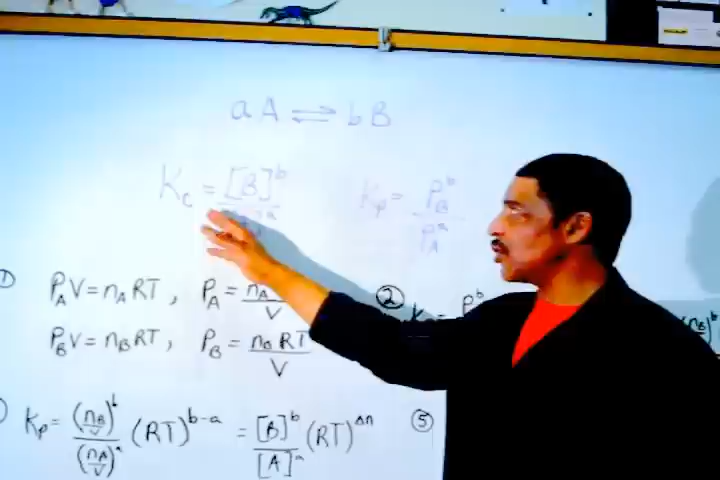 aA ⇌ bB
Kc = [B]^b / Kp = P_B^b / P_A^a
① P_A V = n_A RT, P_A = n_A / V
P_B V = n_B RT, P_B = n_B RT / V
② P^b
Kp = (n_B/V)^b / (n_A/V)^a (RT)^b-a = [B]^b / [A]^a (RT)^Δn
⑤